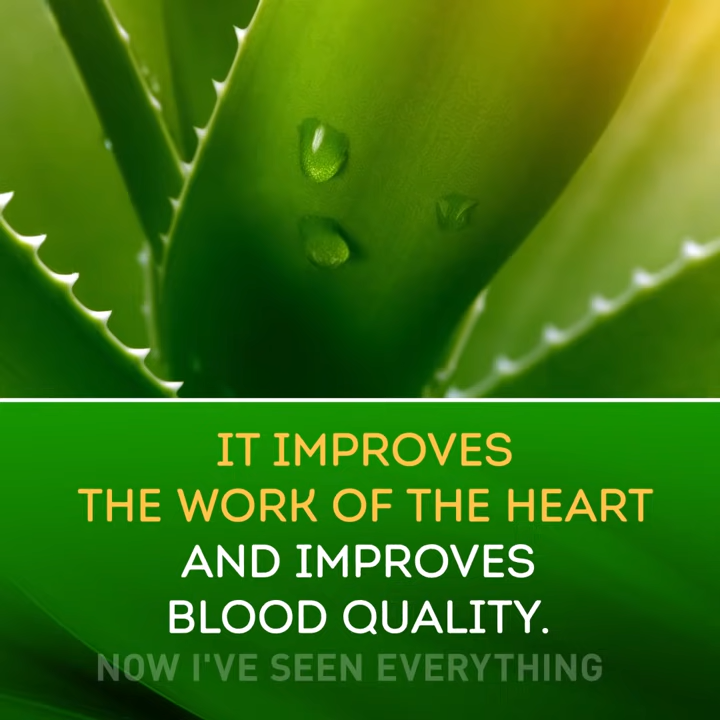 IT IMPROVES
THE WORK OF THE HEART
AND IMPROVES
BLOOD QUALITY.
NOW I'VE SEEN EVERYTHING